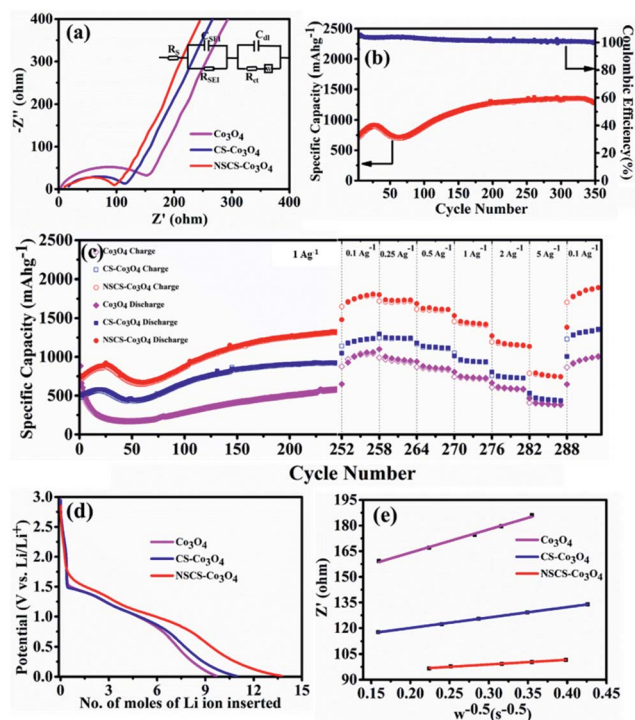 (a)
-Z'' (ohm)
400
300
200
100
0
0 100 200 300 400
Z' (ohm)
R_S
C_SEI
R_SEI
C_dl
R_ct
Co₃O₄
CS-Co₃O₄
NSCS-Co₃O₄
(b)
Specific Capacity (mAhg⁻¹)
2500
2000
1500
1000
500
0
50 100 150 200 250 300 350
Cycle Number
Coulombic Efficiency(%)
100
80
60
40
20
0
(c)
Specific Capacity (mAhg⁻¹)
2500
2000
1500
1000
500
0
Co₃O₄ Charge
CS-Co₃O₄ Charge
NSCS-Co₃O₄ Charge
Co₃O₄ Discharge
CS-Co₃O₄ Discharge
NSCS-Co₃O₄ Discharge
1 Ag⁻¹ 0.1 Ag⁻¹ 0.25 Ag⁻¹ 0.5 Ag⁻¹ 1 Ag⁻¹ 2 Ag⁻¹ 5 Ag⁻¹ 0.1 Ag⁻¹
0 50 100 150 200 252 258 264 270 276 282 288
Cycle Number
(d)
Potential (V vs. Li/Li⁺)
3.0
2.5
2.0
1.5
1.0
0.5
0.0
Co₃O₄
CS-Co₃O₄
NSCS-Co₃O₄
0 3 6 9 12 15
No. of moles of Li ion inserted
(e)
Z' (ohm)
195
180
165
150
135
120
105
90
Co₃O₄
CS-Co₃O₄
NSCS-Co₃O₄
0.15 0.20 0.25 0.30 0.35 0.40 0.45
w⁻⁰·⁵(s⁻⁰·⁵)